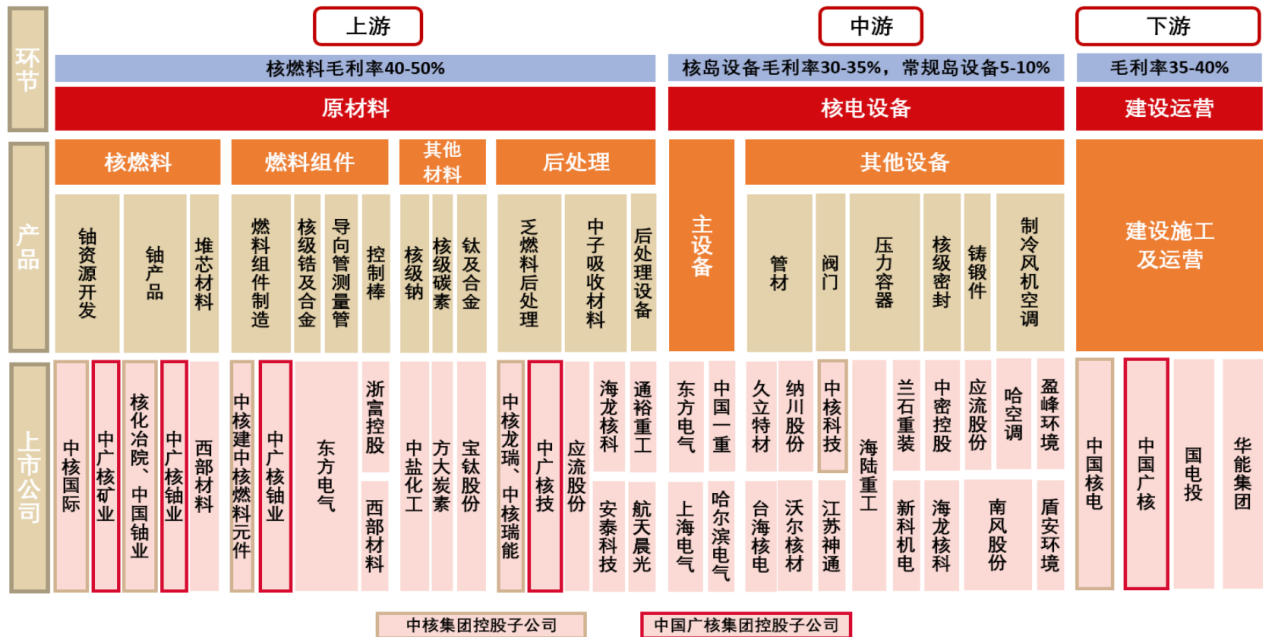 上游
中游
下游
环节
核燃料毛利率40-50%
核岛设备毛利率30-35%，常规岛设备5-10%
毛利率35-40%
原材料
核电设备
建设运营
产品
核燃料
燃料组件
其他
材料
后处理
主设备
其他设备
建设施工
及运营
铀资源开发
铀产品
堆芯材料
燃料组件制造
核级锆及合金
导向管测量管
控制棒
核级钠
核级碳素
钛及合金
乏燃料后处理
中子吸收材料
后处理设备
管材
阀门
压力容器
核级密封
铸锻件
制冷风机空调
上市公司
中核国际
中广核矿业
核化冶院、中国铀业
中广核铀业
西部材料
中核建中核燃料元件
中广核铀业
东方电气
浙富控股
西部材料
中盐化工
方大炭素
宝钛股份
中核龙瑞、中核瑞能
中广核技
应流股份
海龙核科
安泰科技
通裕重工
航天晨光
东方电气
上海电气
中国一重
哈尔滨电气
久立特材
台海核电
纳川股份
沃尔核材
中核科技
江苏神通
海陆重工
兰石重装
新科机电
中密控股
海龙核科
应流股份
哈空调
南风股份
盈峰环境
盾安环境
中国核电
中国广核
国电投
华能集团
中核集团控股子公司
中国广核集团控股子公司